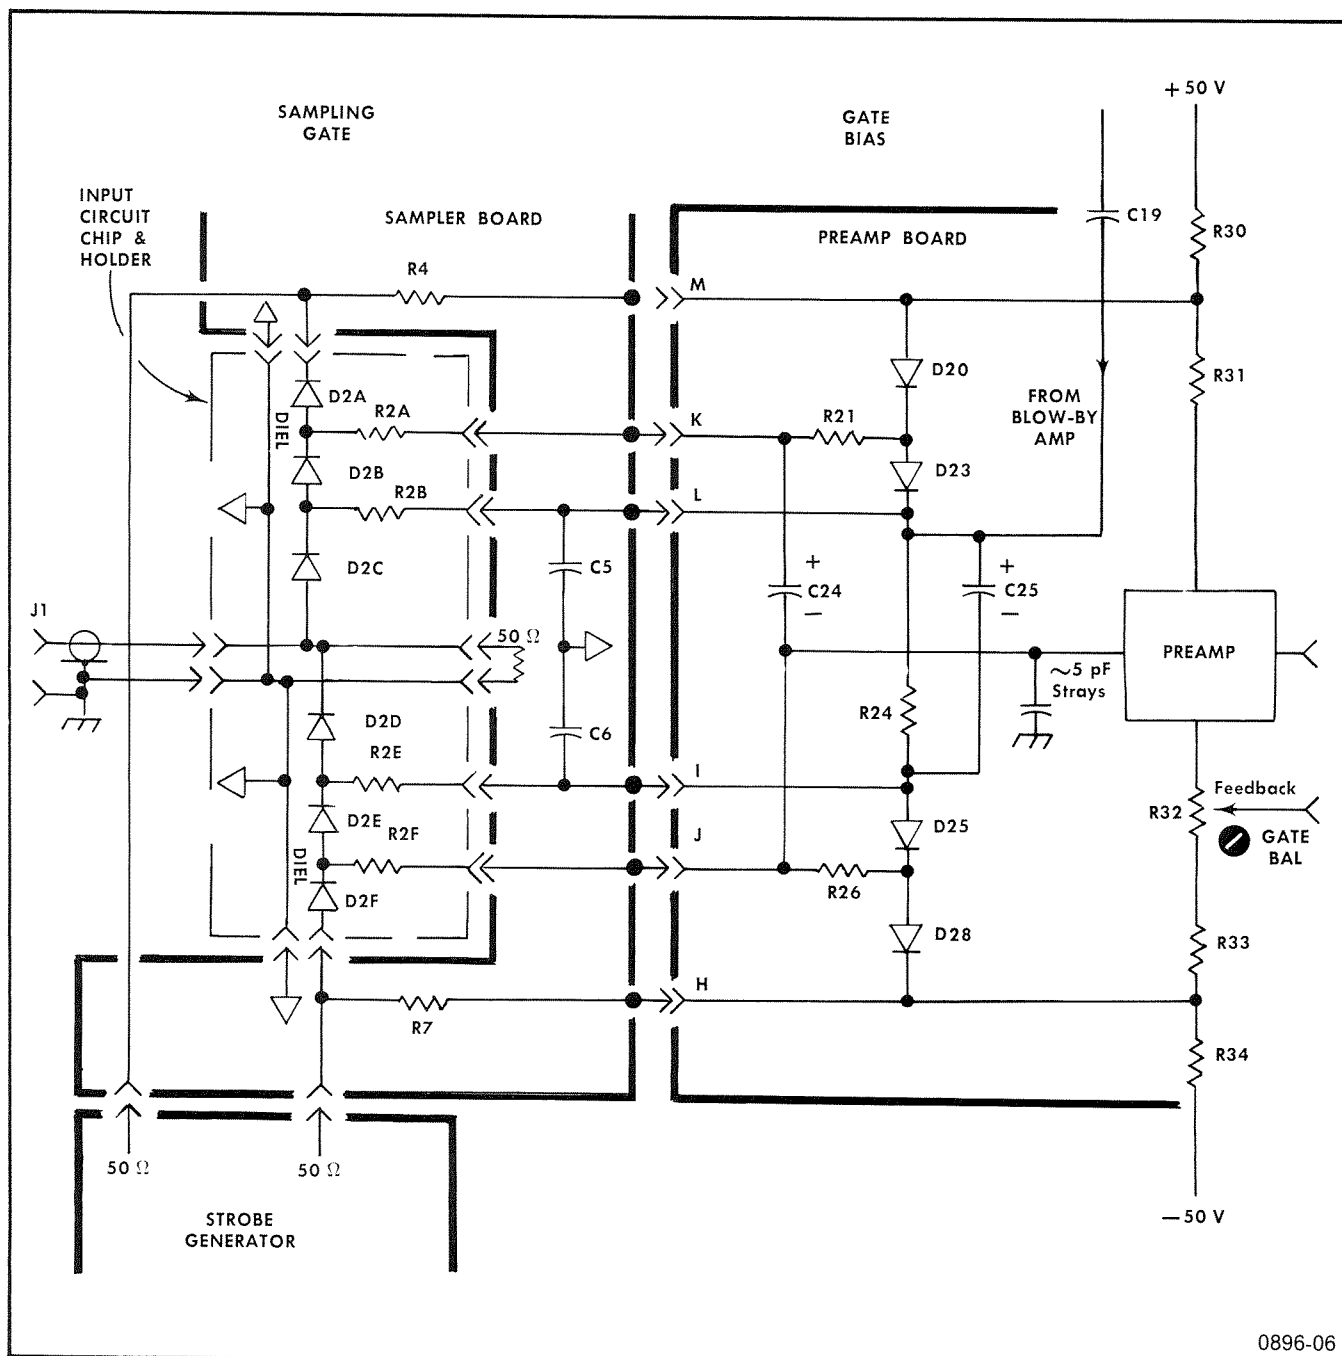 + 50 V
SAMPLING
GATE
GATE
BIAS
INPUT
CIRCUIT
CHIP &
HOLDER
SAMPLER BOARD
PREAMP BOARD
C19
R30
R4
M
D2A
DIEL
R2A
K
R21
D20
FROM
BLOW-BY
AMP
R31
D2B
R2B
L
D23
D2C
C5
+
C24
−
+
C25
−
J1
50 Ω
PREAMP
~5 pF
Strays
R24
D2D
R2E
C6
I
Feedback
R32
GATE
BAL
D2E
R2F
J
D25
DIEL
D2F
R26
D28
R33
H
R7
R34
50 Ω
50 Ω
−50 V
STROBE
GENERATOR
0896-06